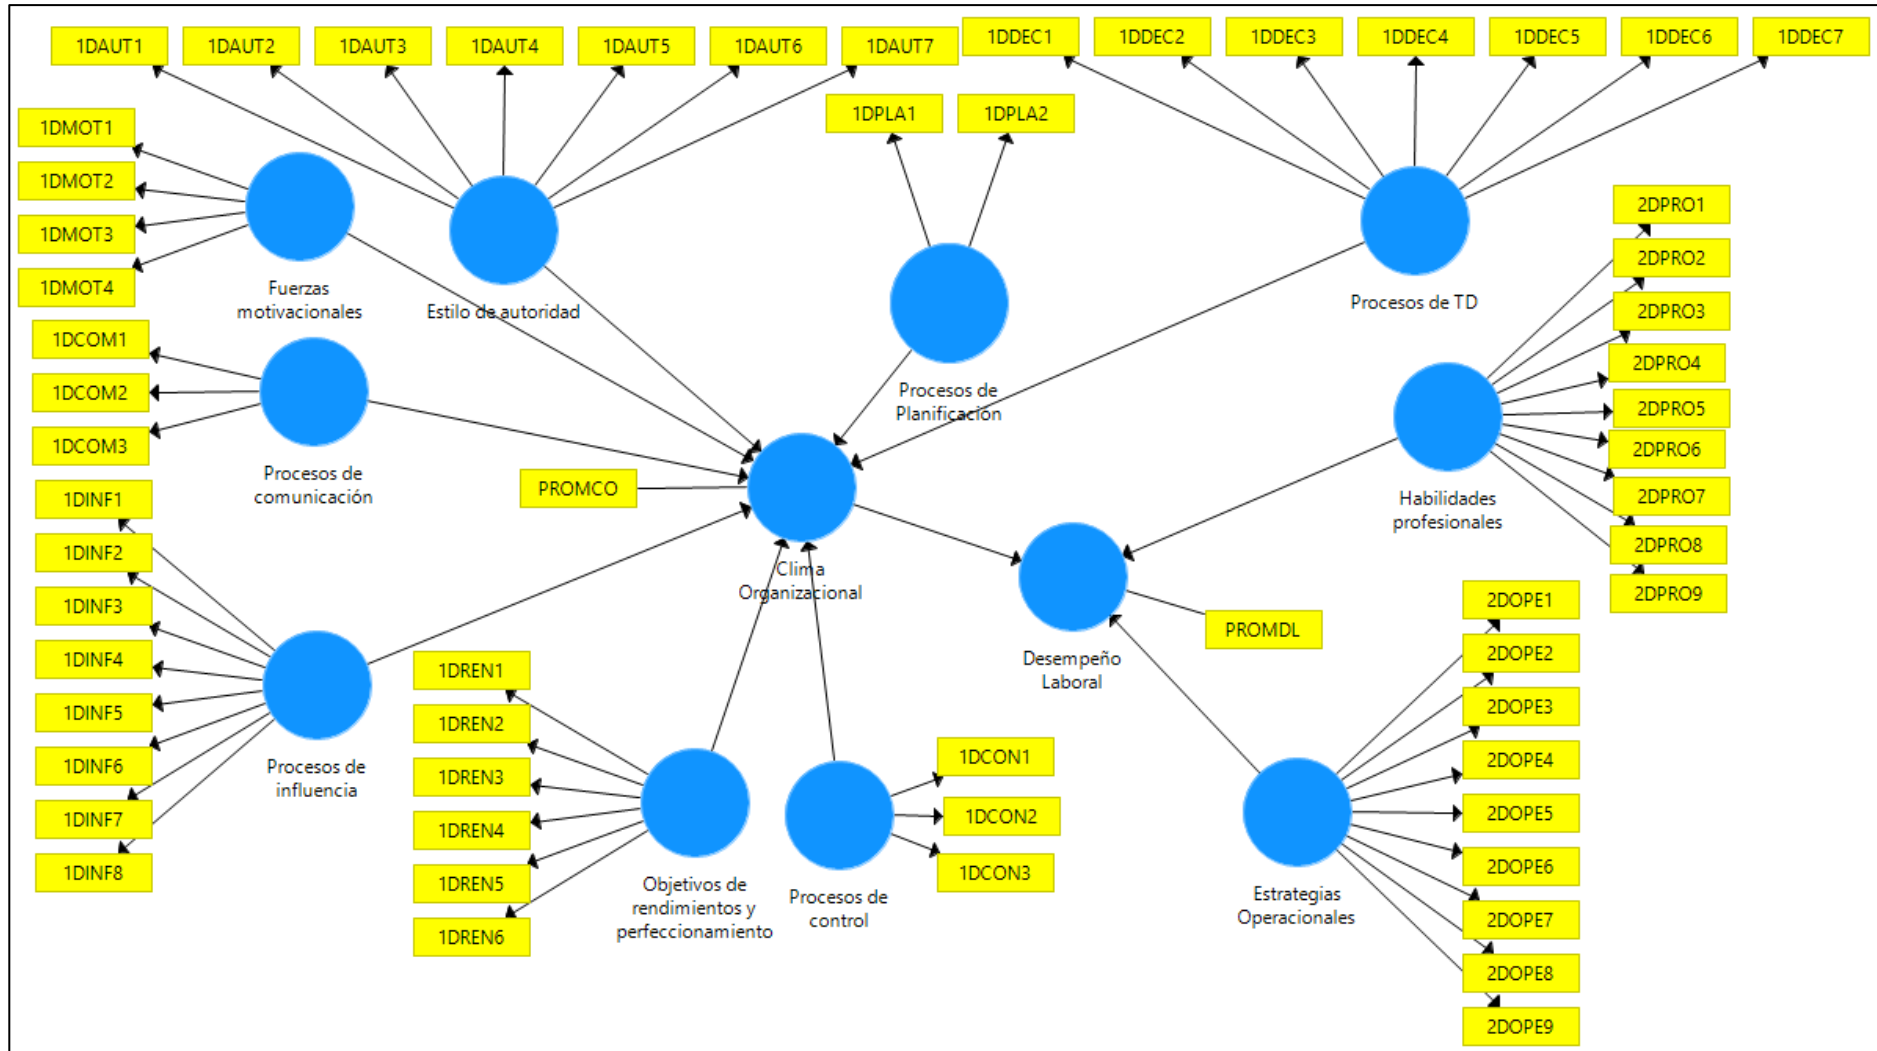 1DAUT1
1DAUT2
1DAUT3
1DAUT4
1DAUT5
1DAUT6
1DAUT7
1DDEC1
1DDEC2
1DDEC3
1DDEC4
1DDEC5
1DDEC6
1DDEC7
1DPLA1
1DPLA2
1DMOT1
1DMOT2
1DMOT3
1DMOT4
Fuerzas
motivacionales
Estilo de autoridad
Procesos de
Planificación
Procesos de TD
2DPRO1
2DPRO2
2DPRO3
2DPRO4
2DPRO5
2DPRO6
2DPRO7
2DPRO8
2DPRO9
Habilidades
profesionales
1DCOM1
1DCOM2
1DCOM3
Procesos de
comunicación
PROMCO
Clima
Organizacional
Desempeño
Laboral
PROMDL
1DINF1
1DINF2
1DINF3
1DINF4
1DINF5
1DINF6
1DINF7
1DINF8
Procesos de
influencia
1DREN1
1DREN2
1DREN3
1DREN4
1DREN5
1DREN6
Objetivos de
rendimientos y
perfeccionamiento
Procesos de
control
1DCON1
1DCON2
1DCON3
2DOPE1
2DOPE2
2DOPE3
2DOPE4
2DOPE5
2DOPE6
2DOPE7
2DOPE8
2DOPE9
Estrategias
Operacionales